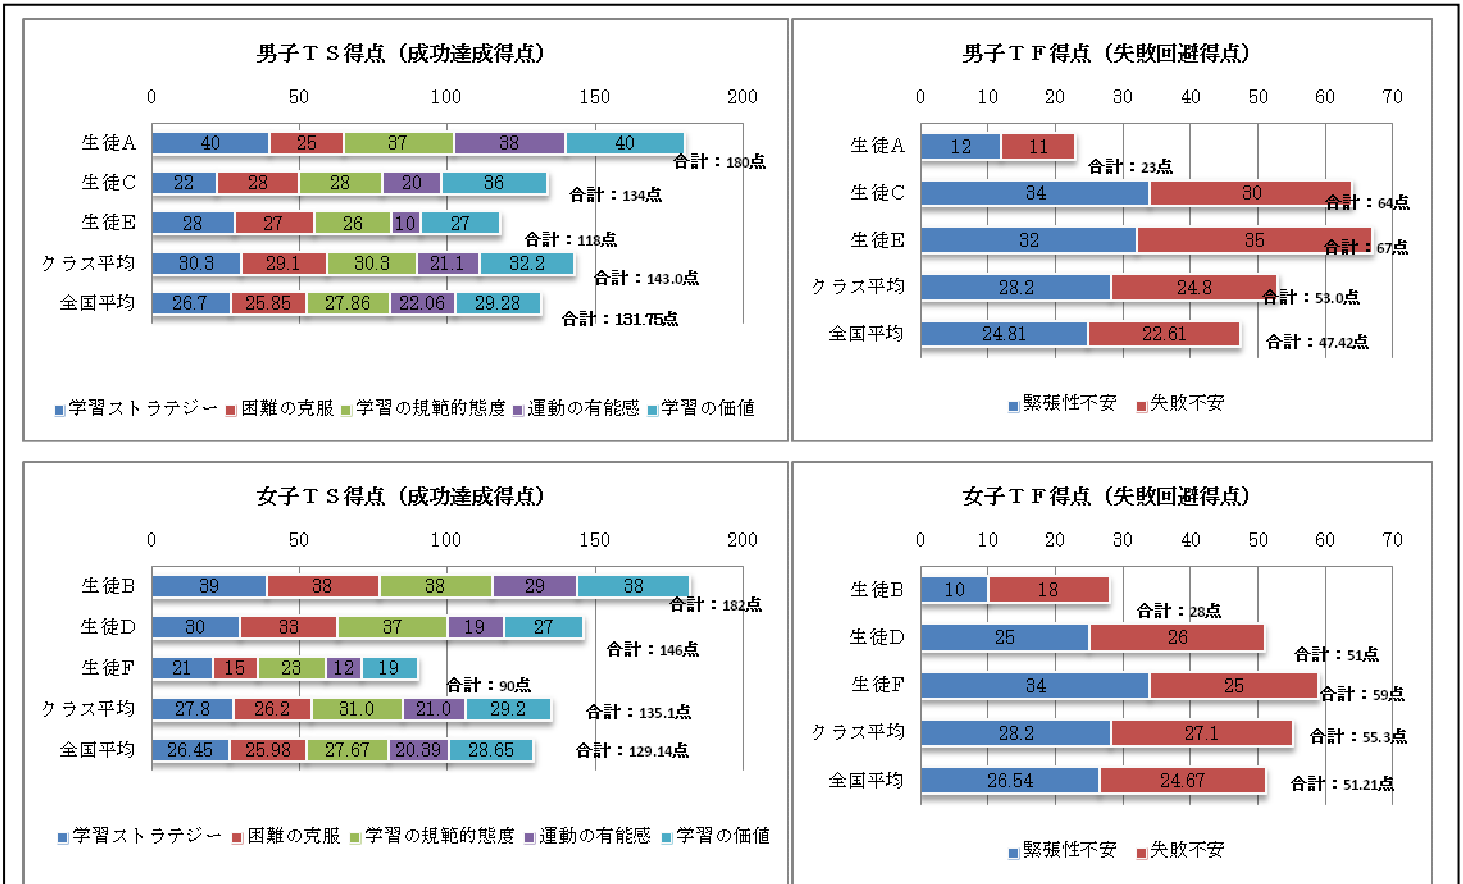 男子ＴＳ得点（成功達成得点）
0 50 100 150 200
生徒A 40 25 37 38 40
合計：180点
生徒C 22 28 28 20 36
合計：134点
生徒E 28 27 26 10 27
合計：118点
クラス平均 30.3 29.1 30.3 21.1 32.2
合計：143.0点
全国平均 26.7 25.85 27.86 22.06 29.28
合計：131.75点
学習ストラテジー 困難の克服 学習の規範的態度 運動の有能感 学習の価値
男子ＴＦ得点（失敗回避得点）
0 10 20 30 40 50 60 70
生徒A 12 11
合計：23点
生徒C 34 30
合計：64点
生徒E 32 35
合計：67点
クラス平均 28.2 24.8
合計：53.0点
全国平均 24.81 22.61
合計：47.42点
緊張性不安 失敗不安
女子ＴＳ得点（成功達成得点）
0 50 100 150 200
生徒B 39 38 38 29 38
合計：182点
生徒D 30 33 37 19 27
合計：146点
生徒F 21 15 23 12 19
合計：90点
クラス平均 27.8 26.2 31.0 21.0 29.2
合計：135.1点
全国平均 26.45 25.98 27.67 20.39 28.65
合計：129.14点
学習ストラテジー 困難の克服 学習の規範的態度 運動の有能感 学習の価値
女子ＴＦ得点（失敗回避得点）
0 10 20 30 40 50 60 70
生徒B 10 18
合計：28点
生徒D 25 26
合計：51点
生徒F 34 25
合計：59点
クラス平均 28.2 27.1
合計：55.3点
全国平均 26.54 24.67
合計：51.21点
緊張性不安 失敗不安